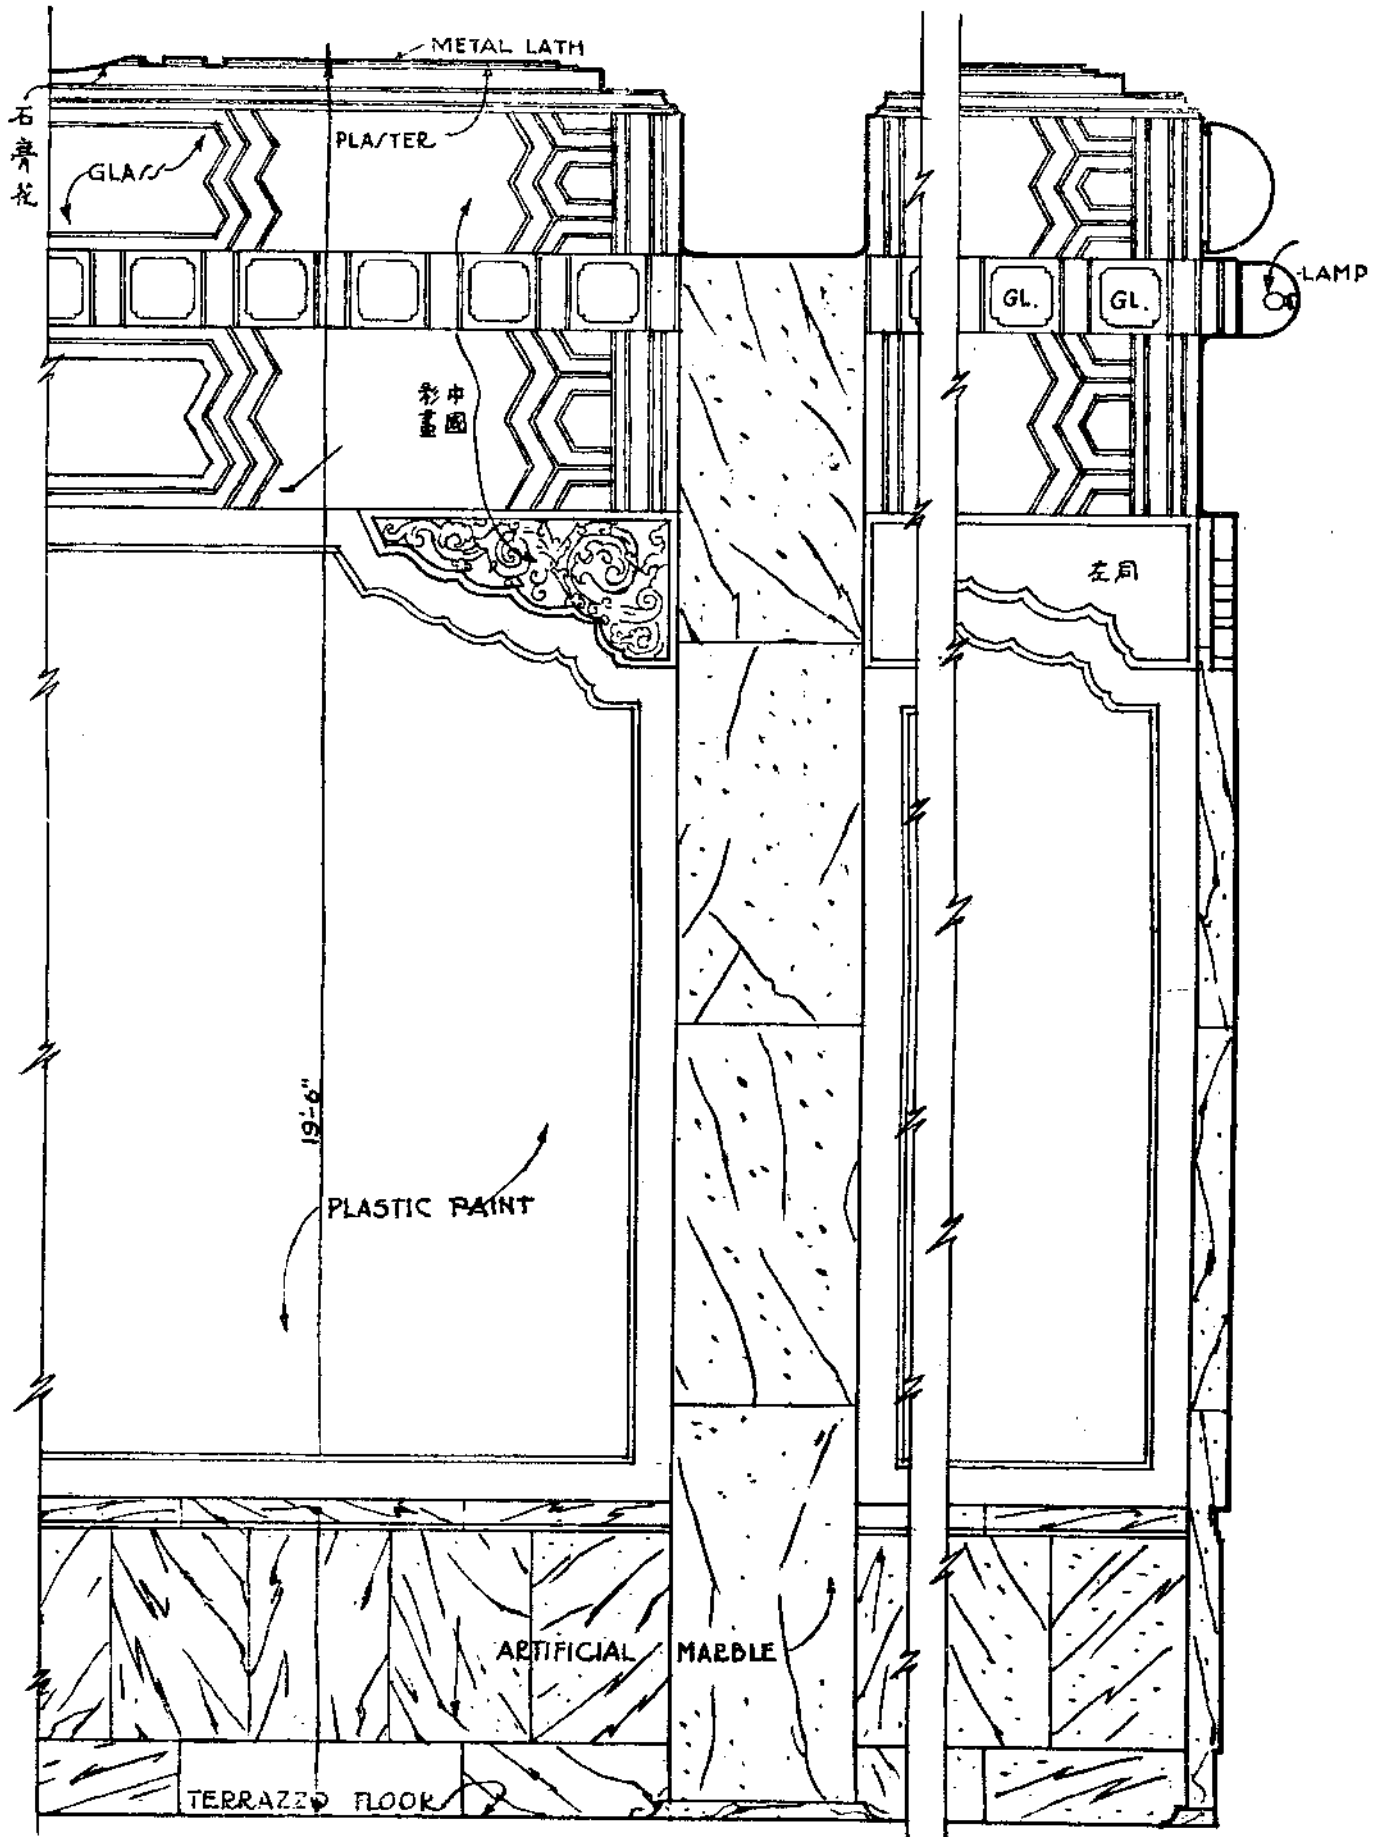 METAL LATH
石膏花
PLASTER
GLASS
LAMP
GL.
GL.
中國
彩畫
左同
19'-6"
PLASTIC PAINT
ARTIFICIAL MARBLE
TERRAZZO FLOOR